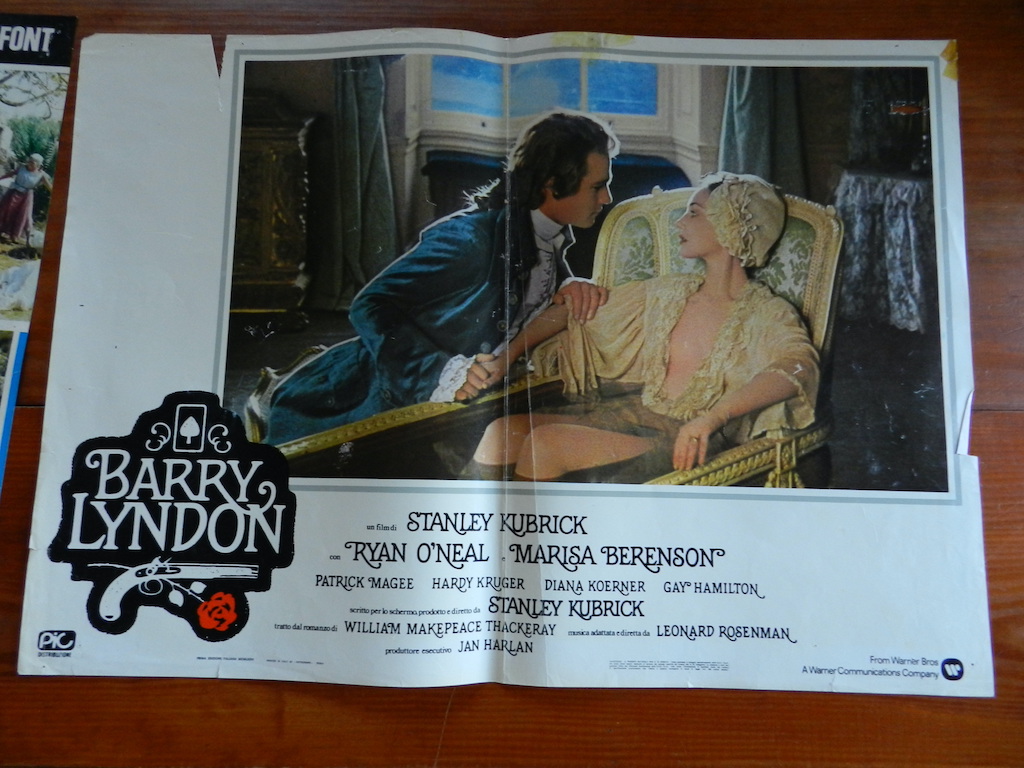 FONT
BARRY
LYNDON
un film di STANLEY KUBRICK
con RYAN O'NEAL e MARISA BERENSON
PATRICK MAGEE HARDY KRUGER DIANA KOERNER GAY HAMILTON
scritto per lo schermo, prodotto e diretto da STANLEY KUBRICK
tratto dal romanzo di WILLIAM MAKEPEACE THACKERAY musica adattata e diretta da LEONARD ROSENMAN
produttore esecutivo JAN HARLAN
PIC
DISTRIBUZIONE
From Warner Bros
A Warner Communications Company